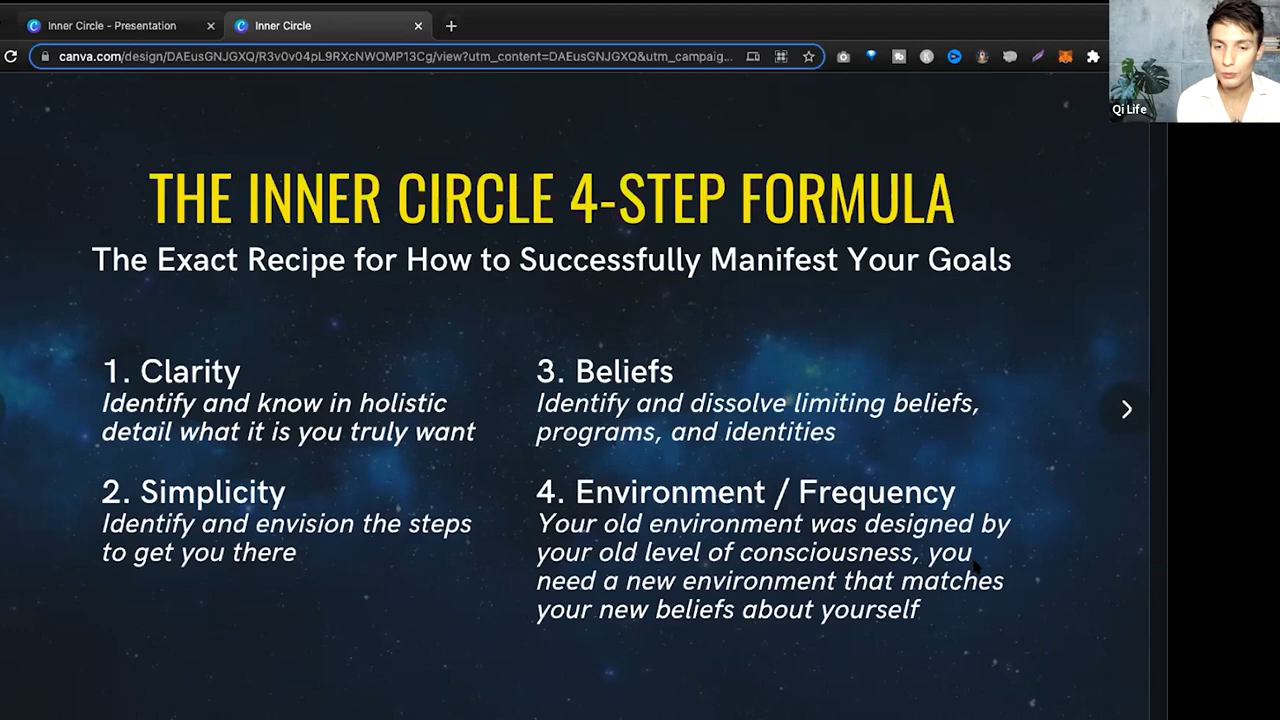 Inner Circle - Presentation
Inner Circle
canva.com/design/DAEusGNJGXQ/R3v0v04pL9RXcNWOMP13Cg/view?utm_content=DAEusGNJGXQ&utm_campaig...
Qi Life
THE INNER CIRCLE 4-STEP FORMULA
The Exact Recipe for How to Successfully Manifest Your Goals
1. Clarity
Identify and know in holistic
detail what it is you truly want
2. Simplicity
Identify and envision the steps
to get you there
3. Beliefs
Identify and dissolve limiting beliefs,
programs, and identities
4. Environment / Frequency
Your old environment was designed by
your old level of consciousness, you
need a new environment that matches
your new beliefs about yourself